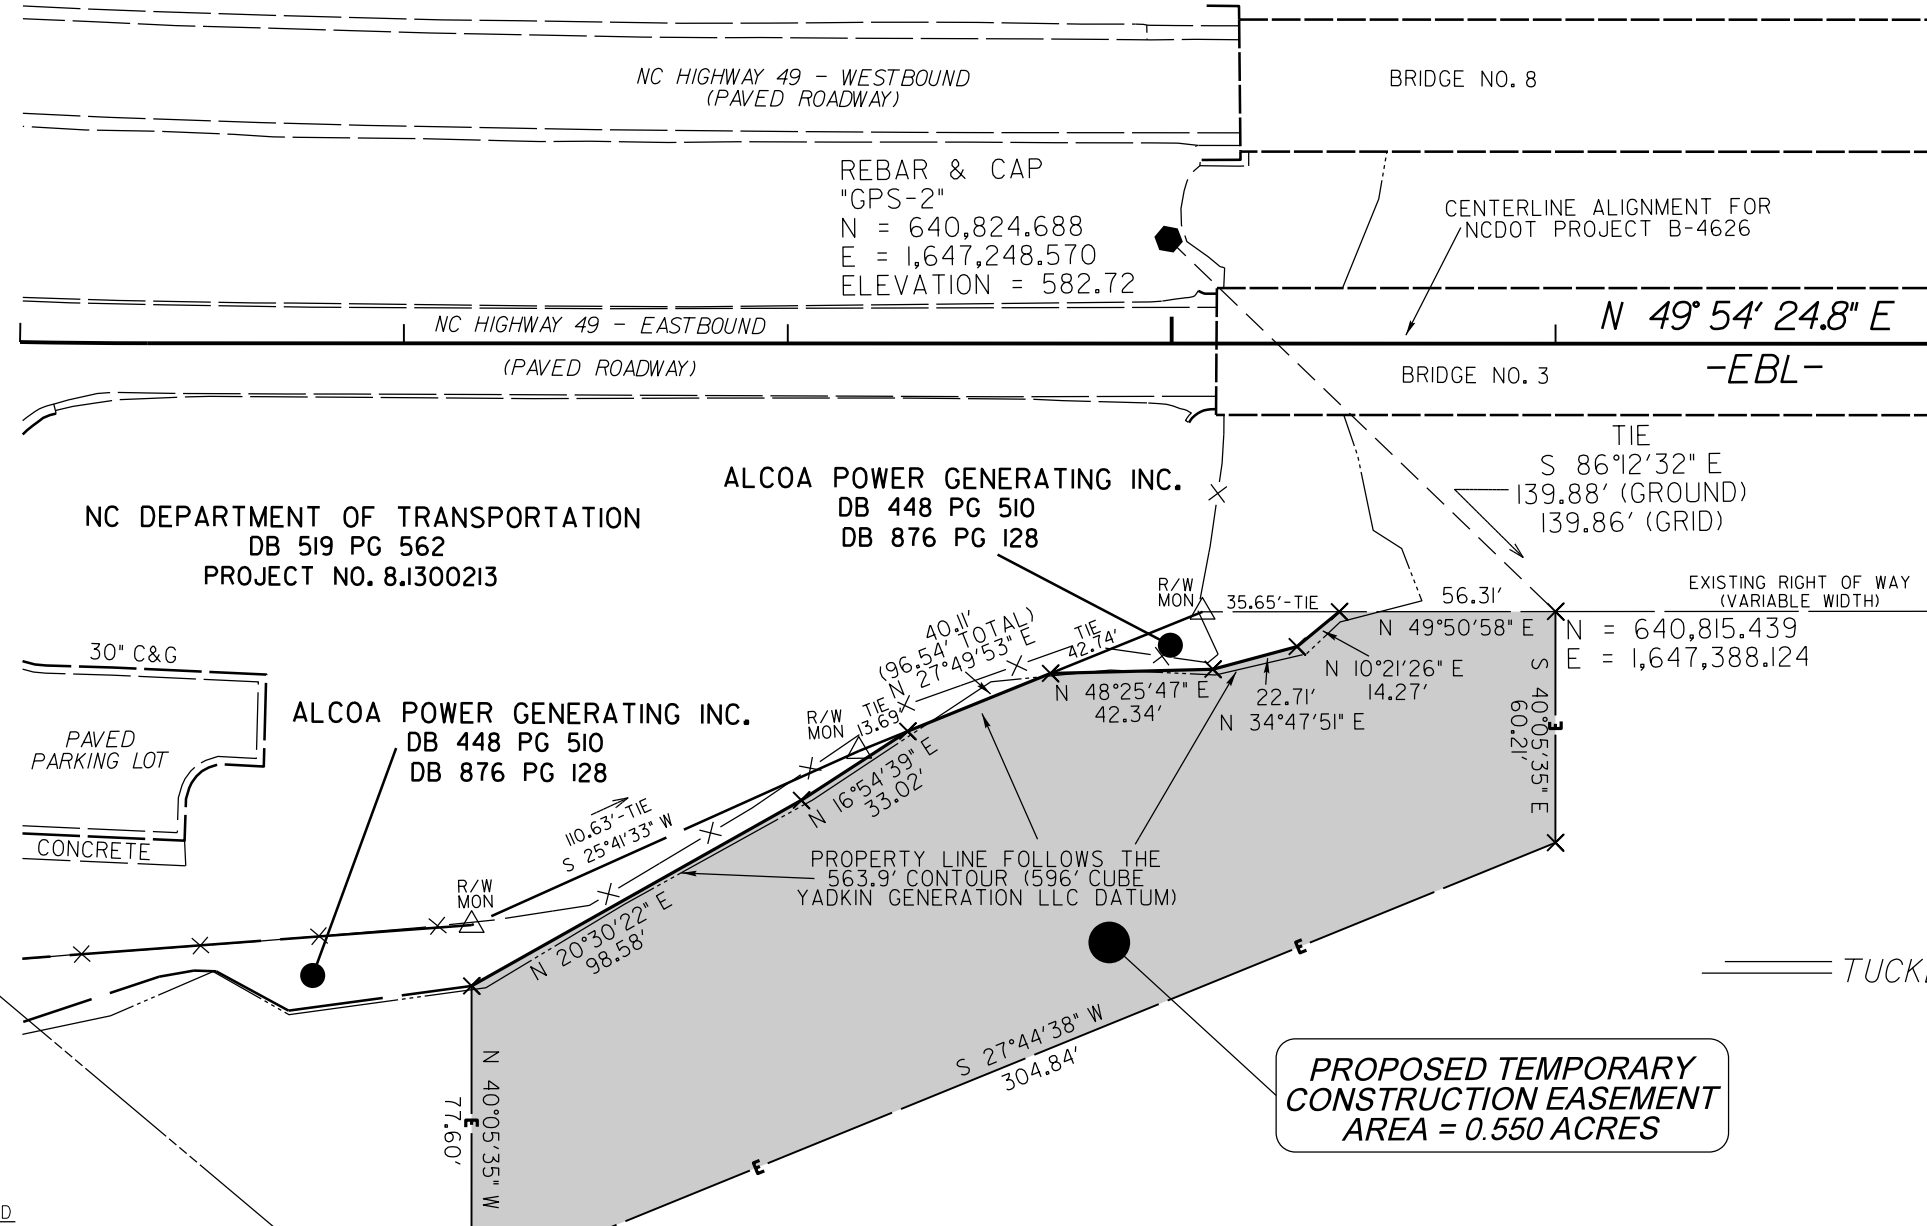 NC HIGHWAY 49 - WESTBOUND
(PAVED ROADWAY)
BRIDGE NO. 8
REBAR & CAP
"GPS-2"
N = 640,824.688
E = 1,647,248.570
ELEVATION = 582.72
CENTERLINE ALIGNMENT FOR
NCDOT PROJECT B-4626
NC HIGHWAY 49 - EASTBOUND
N 49°54'24.8" E
(PAVED ROADWAY)
BRIDGE NO. 3
-EBL-
TIE
S 86°12'32" E
139.88' (GROUND)
139.86' (GRID)
ALCOA POWER GENERATING INC.
DB 448 PG 510
DB 876 PG 128
NC DEPARTMENT OF TRANSPORTATION
DB 519 PG 562
PROJECT NO. 8.1300213
R/W
MON
35.65'-TIE
56.31'
EXISTING RIGHT OF WAY
(VARIABLE WIDTH)
N 49°50'58" E
N = 640,815.439
E = 1,647,388.124
40.11'
(96.54' TOTAL)
N 27°49'53" E
TIE
42.74'
N 10°21'26" E
14.27'
30" C&G
N 48°25'47" E
42.34'
22.71'
N 34°47'51" E
S 40°05'35" E
60.21'
E
ALCOA POWER GENERATING INC.
DB 448 PG 510
DB 876 PG 128
R/W
MON
TIE
13.69'
PAVED
PARKING LOT
N 16°54'39" E
33.02'
110.63'-TIE
S 25°41'33" W
CONCRETE
PROPERTY LINE FOLLOWS THE
563.9' CONTOUR (596' CUBE
YADKIN GENERATION LLC DATUM)
R/W
MON
N 20°30'22" E
98.58'
E
TUCK
S 27°44'38" W
304.84'
PROPOSED TEMPORARY
CONSTRUCTION EASEMENT
AREA = 0.550 ACRES
N 40°05'35" W
77.60'
E
E
D